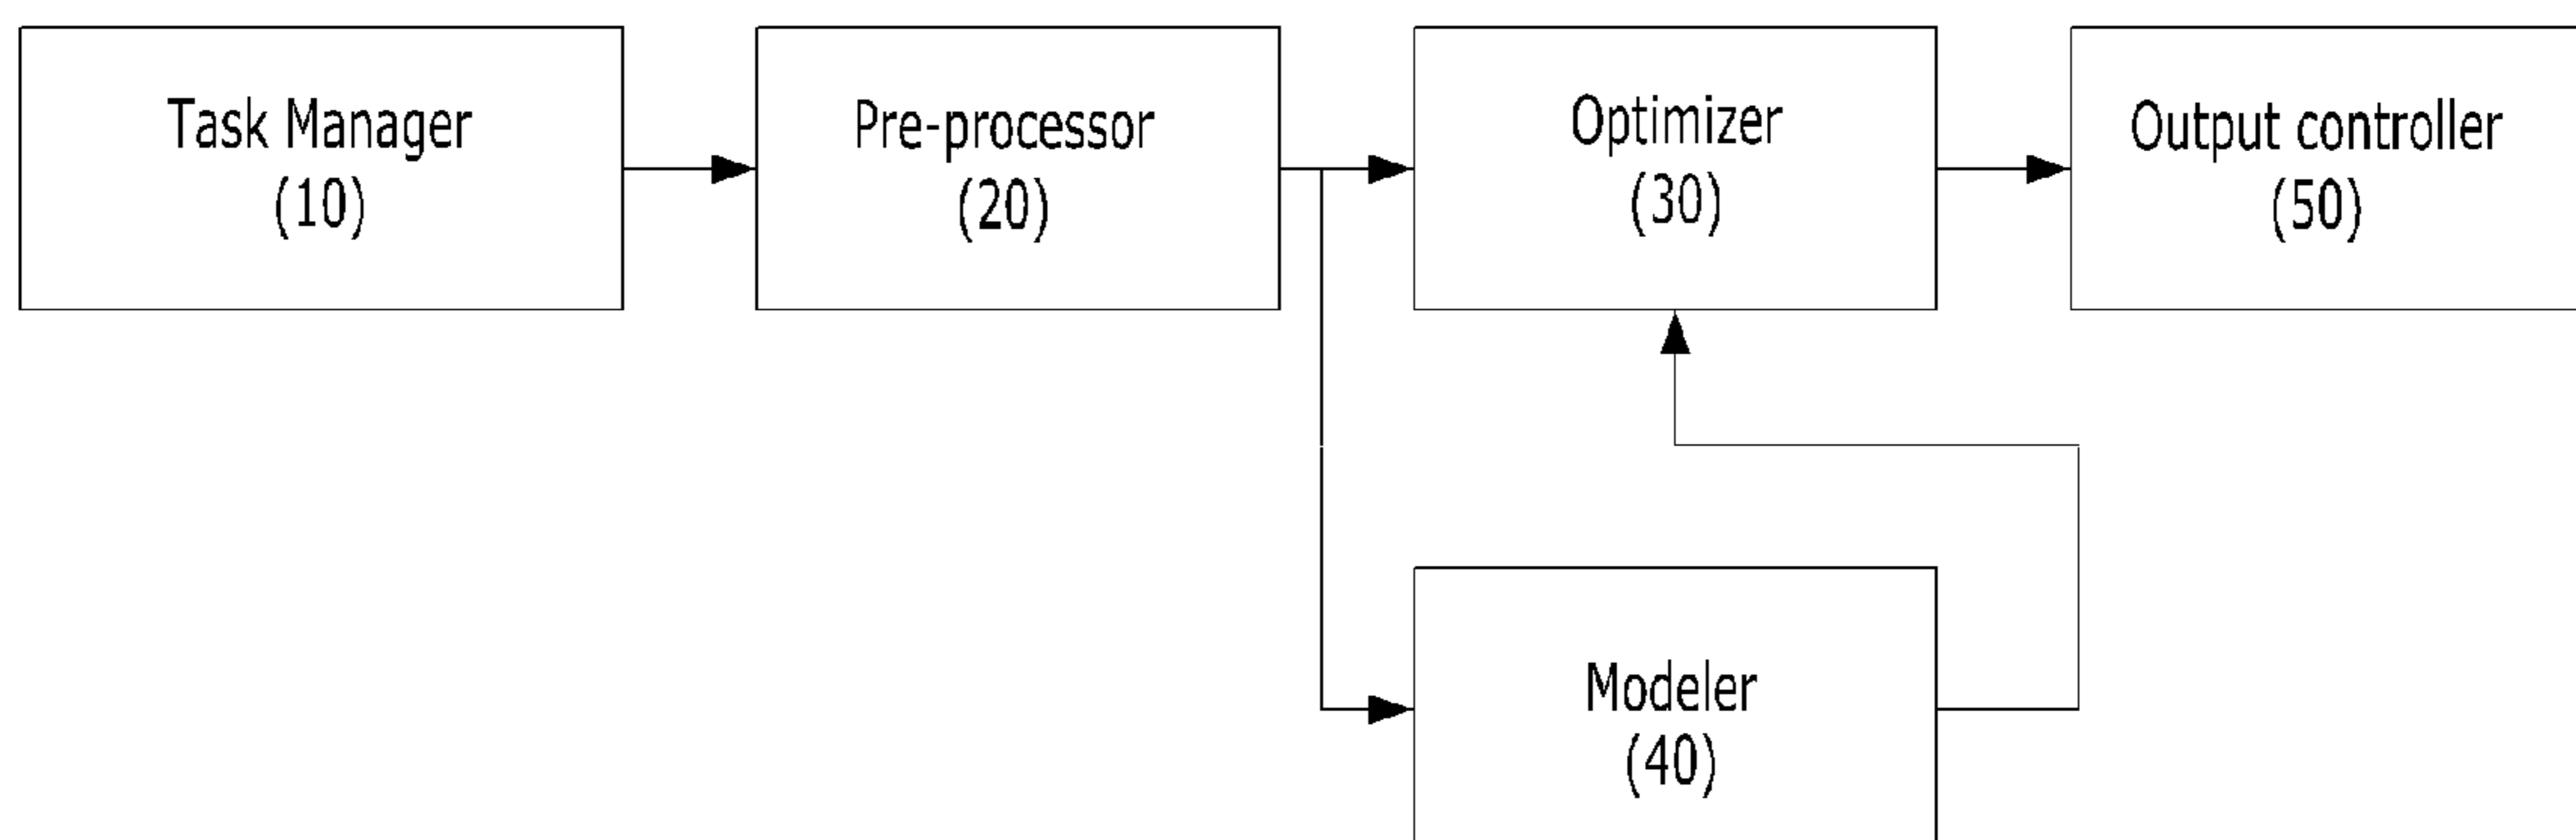 Task Manager
(10)
Pre-processor
(20)
Optimizer
(30)
Output controller
(50)
Modeler
(40)